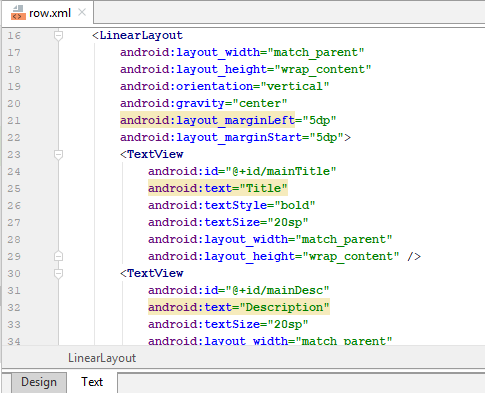 row.xml
16 <LinearLayout
17 android:layout_width="match_parent"
18 android:layout_height="wrap_content"
19 android:orientation="vertical"
20 android:gravity="center"
21 android:layout_marginLeft="5dp"
22 android:layout_marginStart="5dp">
23 <TextView
24 android:id="@+id/mainTitle"
25 android:text="Title"
26 android:textStyle="bold"
27 android:textSize="20sp"
28 android:layout_width="match_parent"
29 android:layout_height="wrap_content" />
30 <TextView
31 android:id="@+id/mainDesc"
32 android:text="Description"
33 android:textSize="20sp"
34 android:layout_width="match_parent"
LinearLayout
Design Text